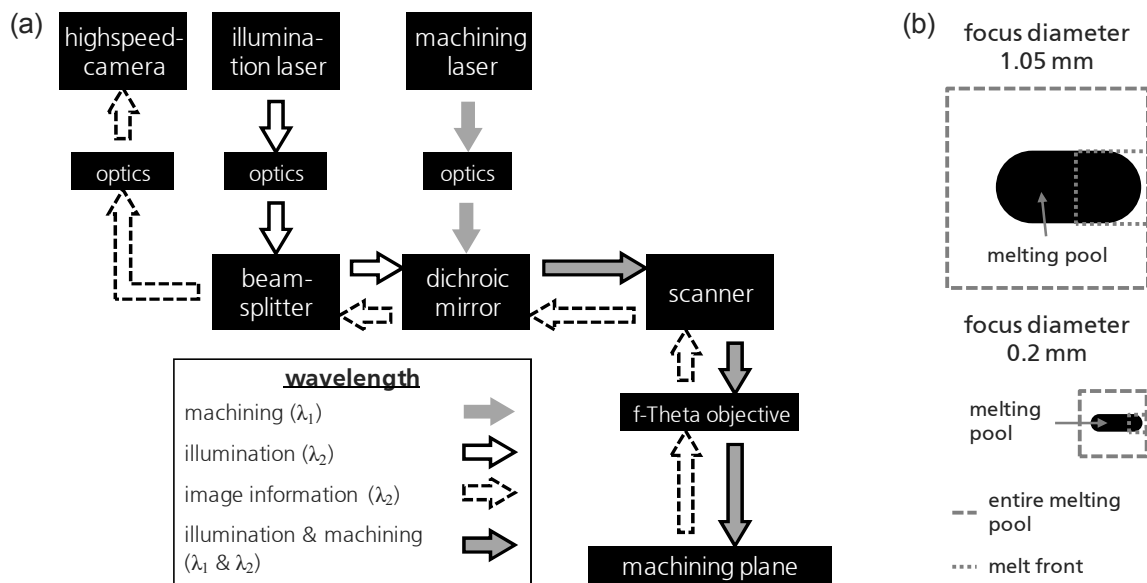 (a)
highspeed-
camera
illumina-
tion laser
machining
laser
optics
optics
optics
beam-
splitter
dichroic
mirror
scanner
f-Theta objective
machining plane
wavelength
machining (λ₁)
illumination (λ₂)
image information (λ₂)
illumination & machining
(λ₁ & λ₂)
(b)
focus diameter
1.05 mm
melting pool
focus diameter
0.2 mm
melting
pool
entire melting
pool
melt front